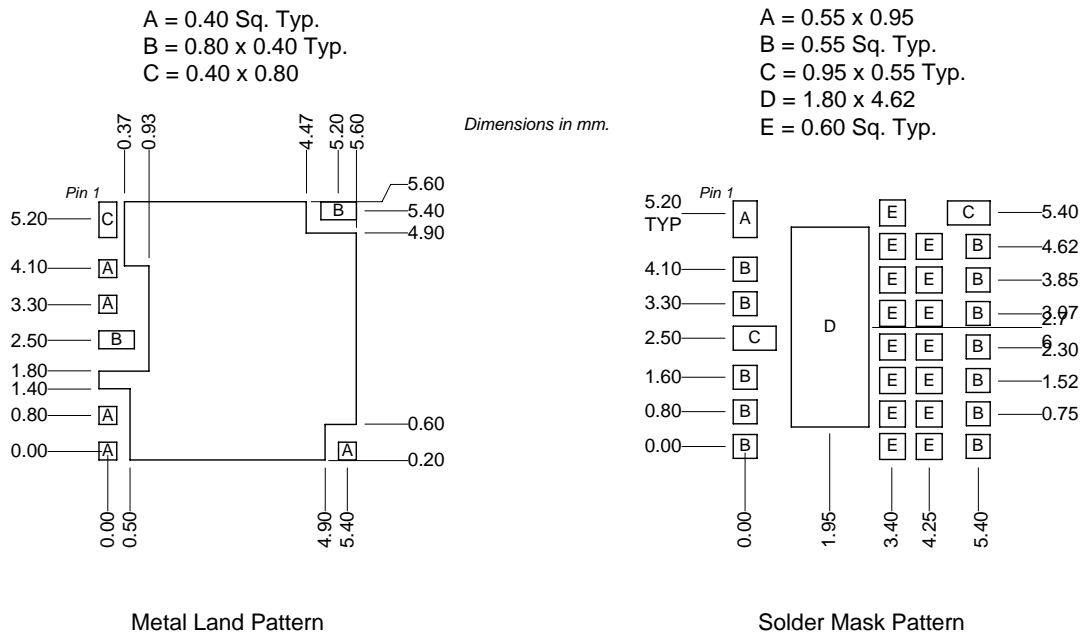 A = 0.40 Sq. Typ.
B = 0.80 x 0.40 Typ.
C = 0.40 x 0.80
A = 0.55 x 0.95
B = 0.55 Sq. Typ.
C = 0.95 x 0.55 Typ.
D = 1.80 x 4.62
E = 0.60 Sq. Typ.
Dimensions in mm.
0.37
0.93
4.47
5.20
5.60
Pin 1
5.20
C
B
5.60
5.40
4.90
4.10
A
3.30
A
2.50
B
1.80
1.40
0.80
A
0.60
0.00
A
A
0.20
0.00
0.50
4.90
5.40
Metal Land Pattern
Pin 1
5.20
TYP
A
E
C
5.40
E
E
B
4.62
4.10
B
E
E
B
3.85
3.30
B
D
E
E
B
3.07
2.7
6
2.50
C
E
E
B
2.30
1.60
B
E
E
B
1.52
0.80
B
E
E
B
0.75
0.00
B
E
E
B
0.00
1.95
3.40
4.25
5.40
Solder Mask Pattern